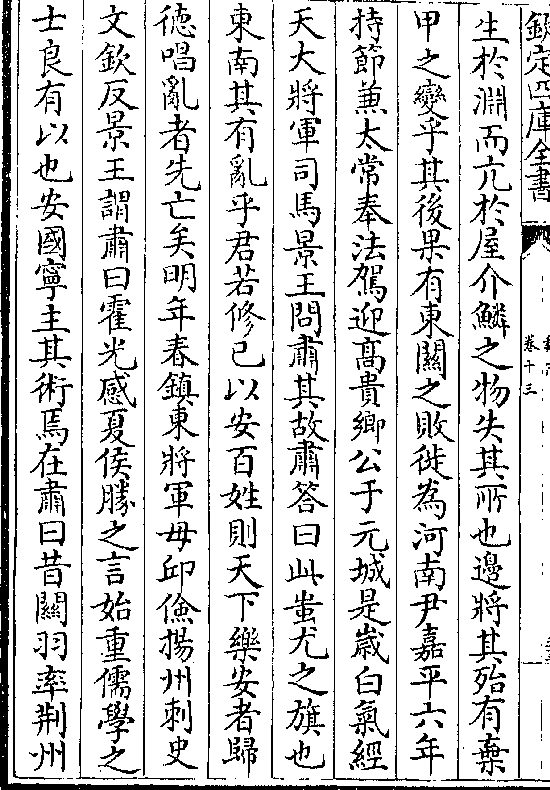 欽定四庫全書
卷十三
生於淵而亢於屋介鱗之物失其所也邊將其殆有棄
甲之變乎其後果有東關之敗徙為河南尹嘉平六年
持節兼太常奉法駕迎髙貴鄉公于元城是歲白氣經
天大將軍司馬景王問肅其故肅答曰此蚩尤之旗也
東南其有亂乎君若修己以安百姓則天下樂安者歸
德唱亂者先亡矣明年春鎮東將軍毋邱儉揚州刺史
文欽反景王謂肅曰霍光感夏侯勝之言始重儒學之
士良有以也安國寧主其術焉在肅曰昔關羽率荆州